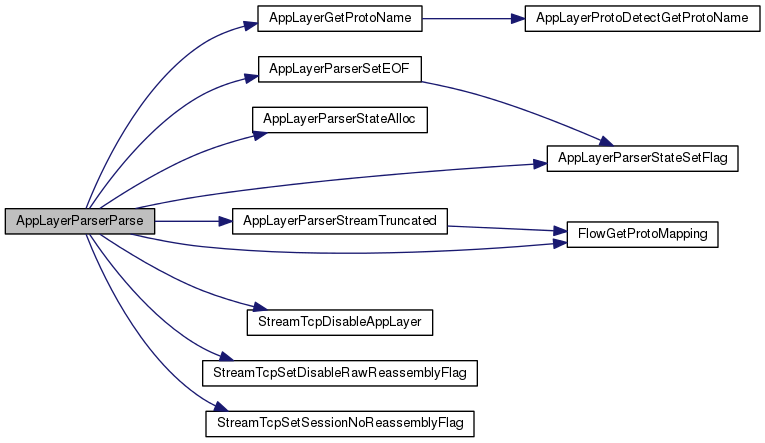 AppLayerGetProtoName
AppLayerProtoDetectGetProtoName
AppLayerParserSetEOF
AppLayerParserStateAlloc
AppLayerParserStateSetFlag
AppLayerParserParse
AppLayerParserStreamTruncated
FlowGetProtoMapping
StreamTcpDisableAppLayer
StreamTcpSetDisableRawReassemblyFlag
StreamTcpSetSessionNoReassemblyFlag